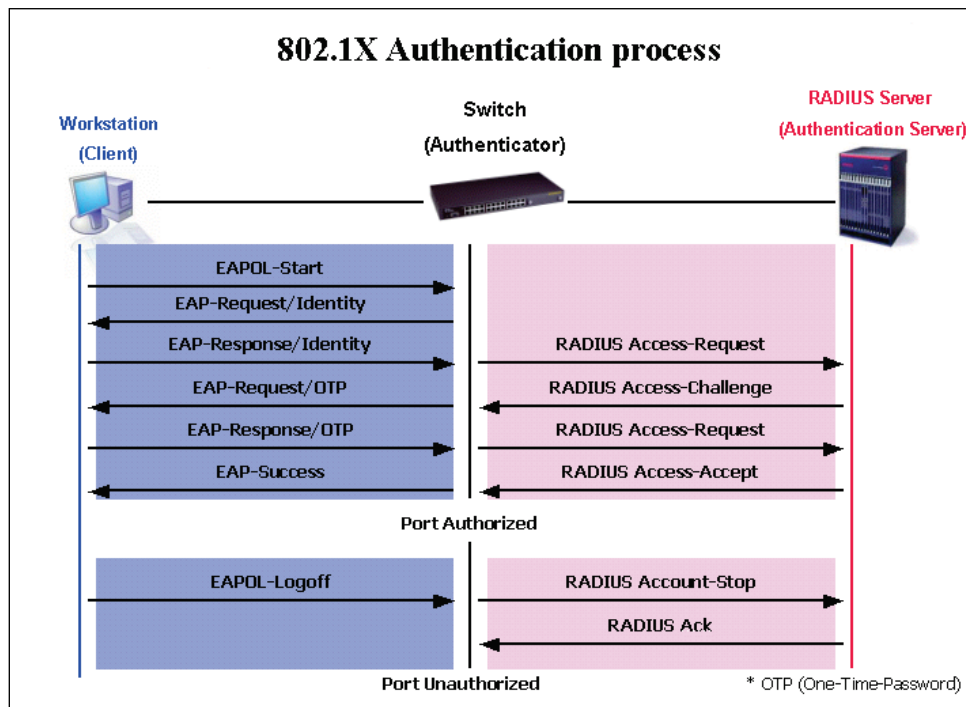 802.1X Authentication process
Workstation
(Client)
Switch
(Authenticator)
RADIUS Server
(Authentication Server)
EAPOL-Start
EAP-Request/Identity
EAP-Response/Identity
RADIUS Access-Request
EAP-Request/OTP
RADIUS Access-Challenge
EAP-Response/OTP
RADIUS Access-Request
EAP-Success
RADIUS Access-Accept
Port Authorized
EAPOL-Logoff
RADIUS Account-Stop
RADIUS Ack
Port Unauthorized
* OTP (One-Time-Password)